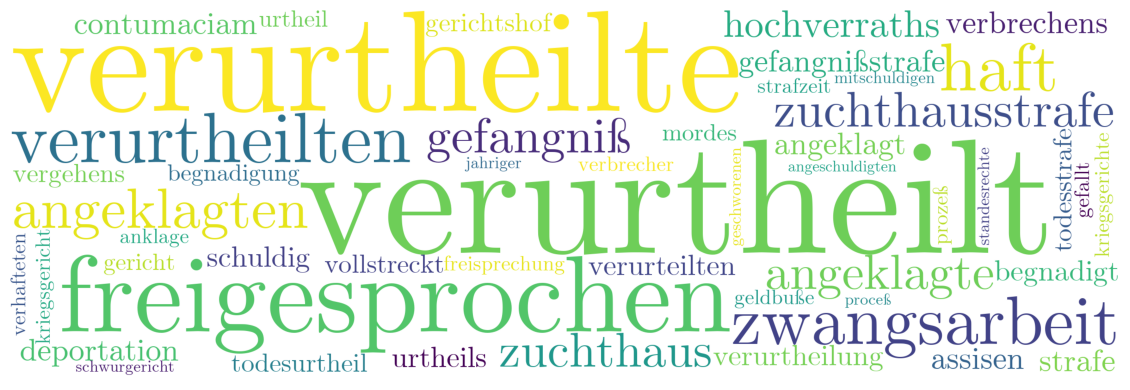 contumaciam urtheil gerichtshof hochverraths verbrechens
verurtheilte gefangnißstrafe haft
mitschuldigen
strafzeit
zuchthausstrafe
verurtheilten gefangniß mordes angeklagt todesstrafe gefallt kriegsgerichte
vergehens begnadigung jahriger verbrecher geschworenen angeschuldigten
verurtheilt prozeß standesrechte
angeklagten
verhafteten kriegsgericht anklage
gericht schuldig vollstreckt freisprechung verurteilten angeklagte begnadigt
freigesprochen geldbuße proceß
zwangsarbeit
deportation todesurtheil urtheils zuchthaus verurtheilung assisen strafe
schwurgericht